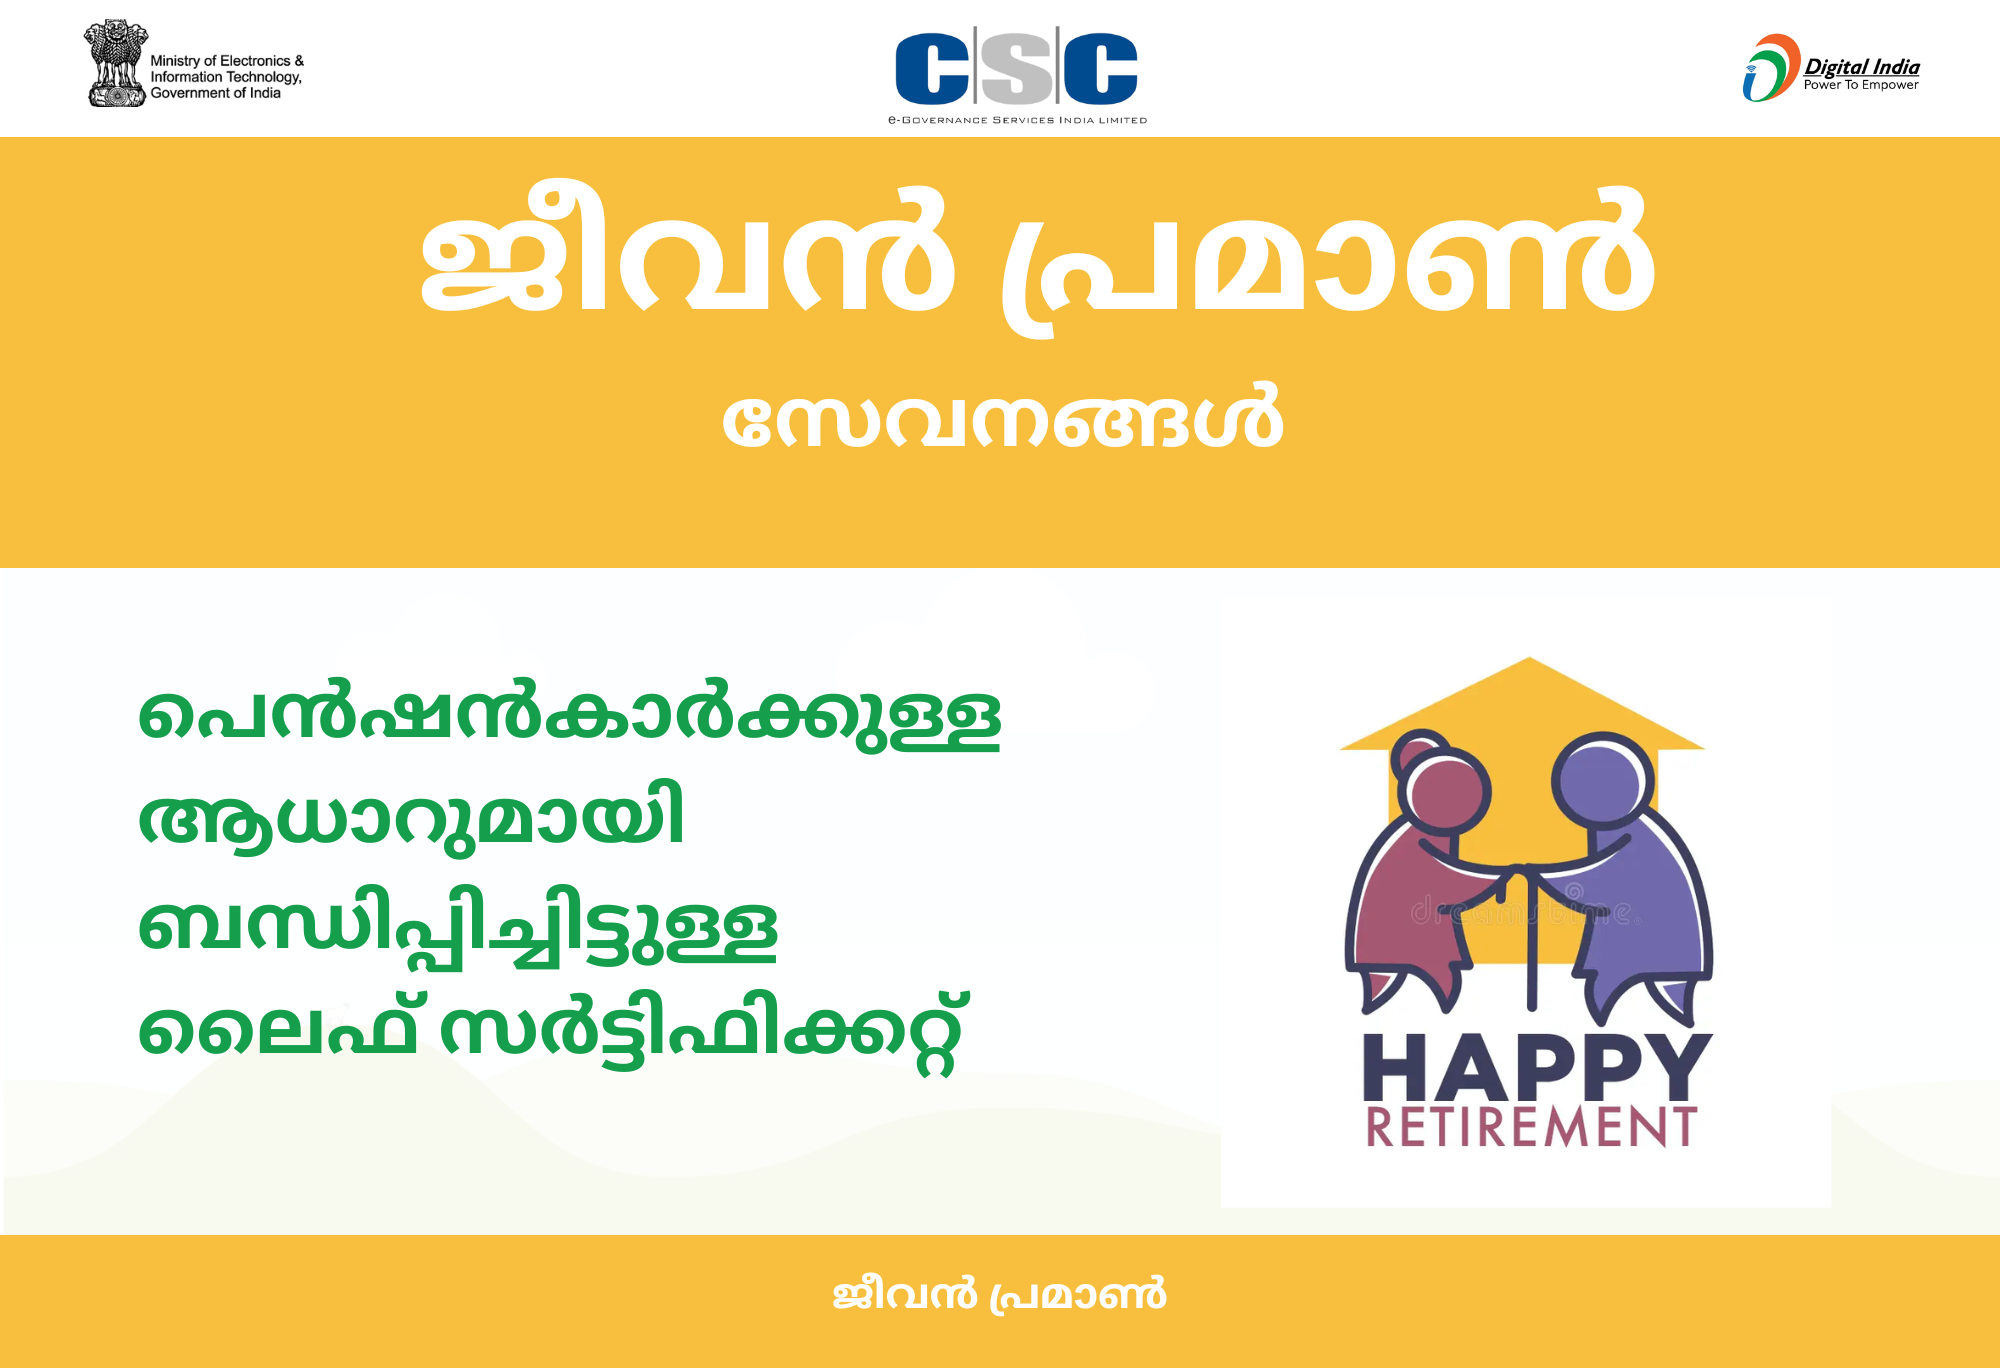 Ministry of Electronics &
Information Technology,
Government of India
CSC
e-Governance Services India Limited
Digital India
Power To Empower
ജീവൻ പ്രമാൺ
സേവനങ്ങൾ
പെൻഷൻകാർക്കുള്ള
ആധാറുമായി
ബന്ധിപ്പിച്ചിട്ടുള്ള
ലൈഫ് സർട്ടിഫിക്കറ്റ്
dreamstime.
HAPPY
RETIREMENT
ജീവൻ പ്രമാൺ